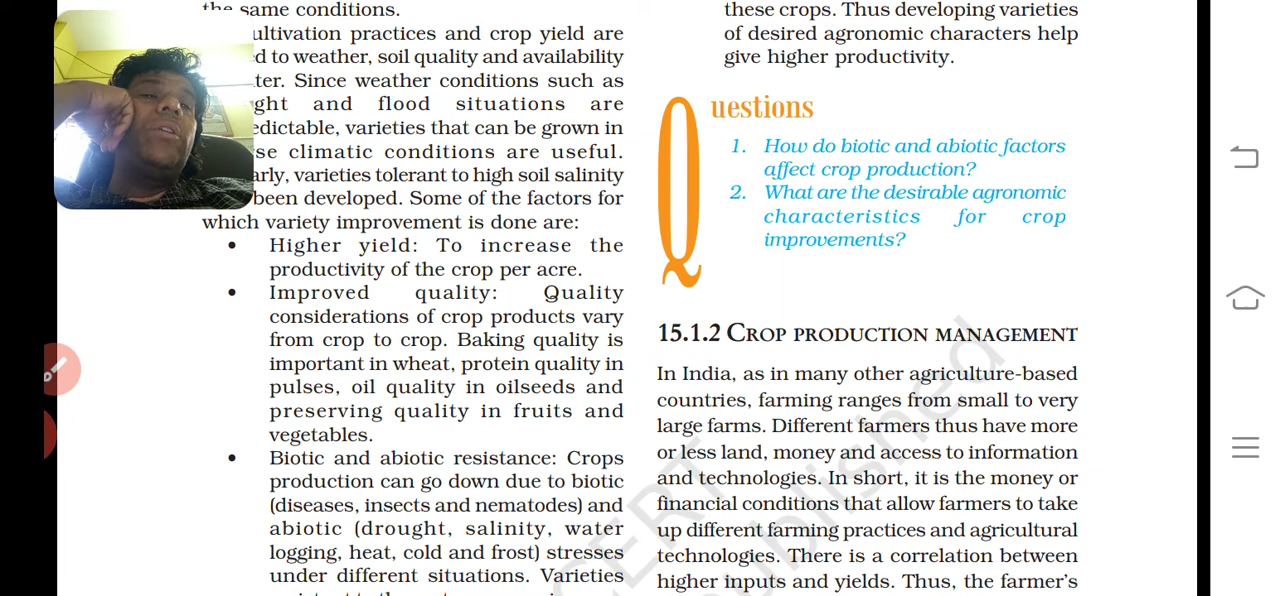 the same conditions.
ultivation practices and crop yield are
d to weather, soil quality and availability
ter. Since weather conditions such as
ght and flood situations are
edictable, varieties that can be grown in
se climatic conditions are useful.
arly, varieties tolerant to high soil salinity
been developed. Some of the factors for
which variety improvement is done are:
• Higher yield: To increase the
productivity of the crop per acre.
• Improved quality: Quality
considerations of crop products vary
from crop to crop. Baking quality is
important in wheat, protein quality in
pulses, oil quality in oilseeds and
preserving quality in fruits and
vegetables.
• Biotic and abiotic resistance: Crops
production can go down due to biotic
(diseases, insects and nematodes) and
abiotic (drought, salinity, water
logging, heat, cold and frost) stresses
under different situations. Varieties
these crops. Thus developing varieties
of desired agronomic characters help
give higher productivity.
Questions
1. How do biotic and abiotic factors
affect crop production?
2. What are the desirable agronomic
characteristics for crop
improvements?
15.1.2 CROP PRODUCTION MANAGEMENT
In India, as in many other agriculture-based
countries, farming ranges from small to very
large farms. Different farmers thus have more
or less land, money and access to information
and technologies. In short, it is the money or
financial conditions that allow farmers to take
up different farming practices and agricultural
technologies. There is a correlation between
higher inputs and yields. Thus, the farmer's
CERT
published